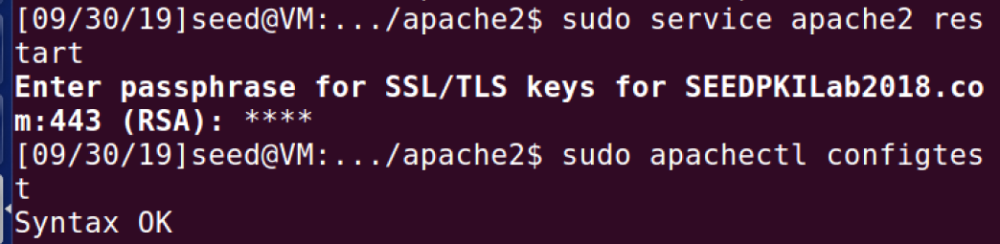 [09/30/19]seed@VM:.../apache2$ sudo service apache2 res
tart
Enter passphrase for SSL/TLS keys for SEEDPKILab2018.co
m:443 (RSA): ****
[09/30/19]seed@VM:.../apache2$ sudo apachectl configtes
t
Syntax OK